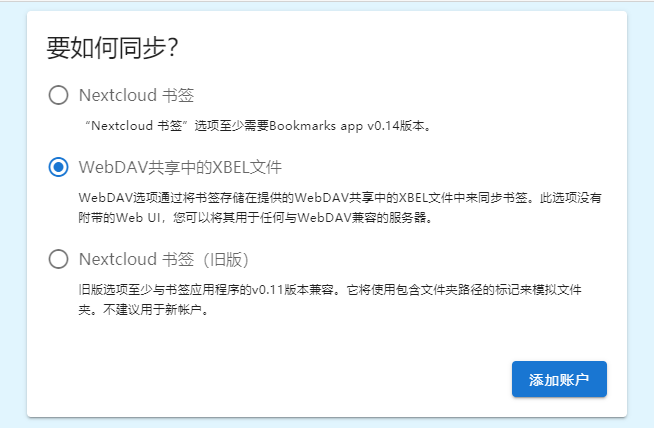 要如何同步？
Nextcloud 书签
“Nextcloud 书签”选项至少需要Bookmarks app v0.14版本。
WebDAV共享中的XBEL文件
WebDAV选项通过将书签存储在提供的WebDAV共享中的XBEL文件中来同步书签。此选项没有
附带的Web UI，您可以将其用于任何与WebDAV兼容的服务器。
Nextcloud 书签（旧版）
旧版选项至少与书签应用程序的v0.11版本兼容。它将使用包含文件夹路径的标记来模拟文件
夹。不建议用于新帐户。
添加账户